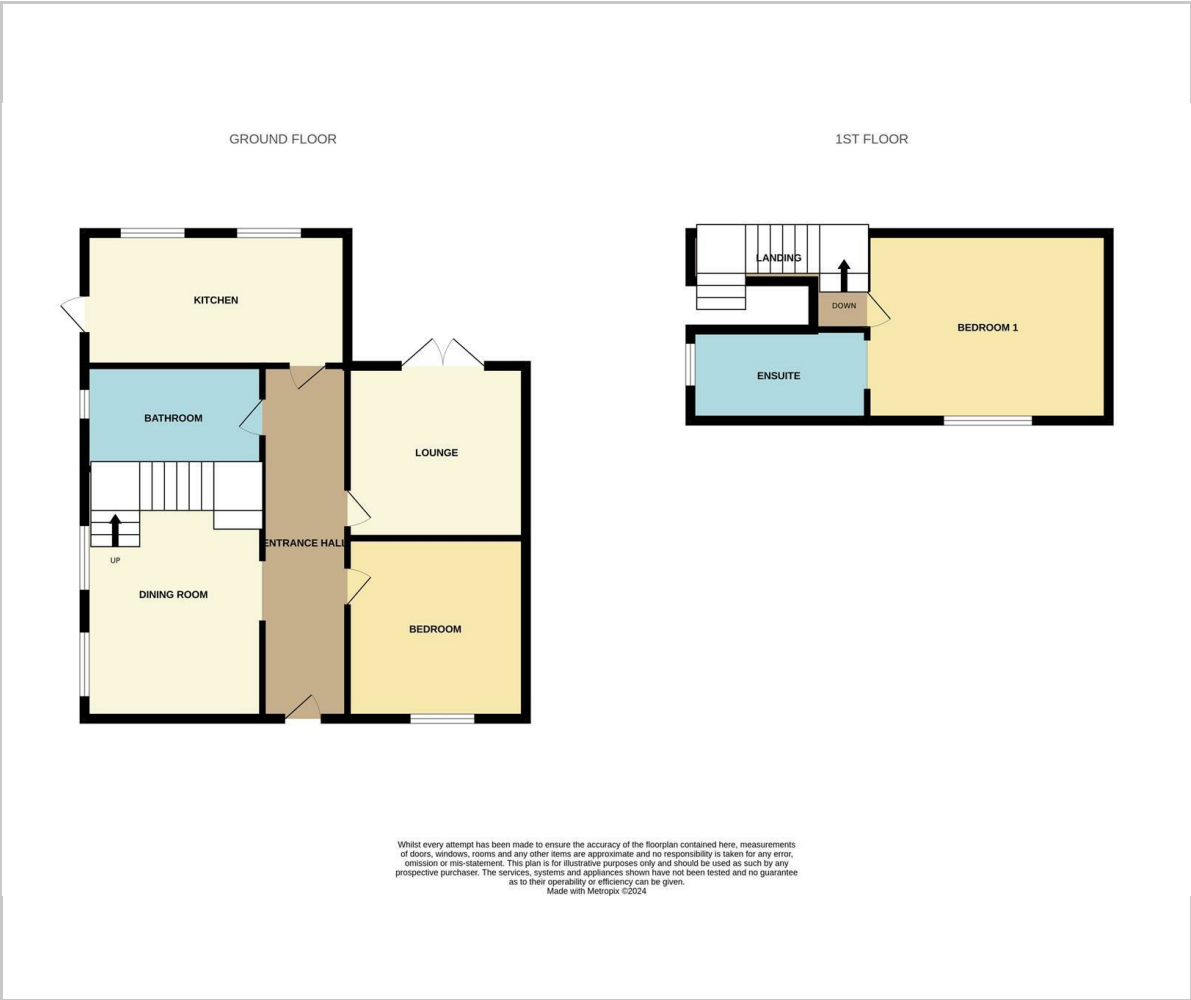 GROUND FLOOR
1ST FLOOR
KITCHEN
BATHROOM
LOUNGE
ENTRANCE HALL
UP
DINING ROOM
BEDROOM
LANDING
DOWN
BEDROOM 1
ENSUITE
Whilst every attempt has been made to ensure the accuracy of the floorplan contained here, measurements
of doors, windows, rooms and any other items are approximate and no responsibility is taken for any error,
omission or mis-statement. This plan is for illustrative purposes only and should be used as such by any
prospective purchaser. The services, systems and appliances shown have not been tested and no guarantee
as to their operability or efficiency can be given.
Made with Metropix ©2024